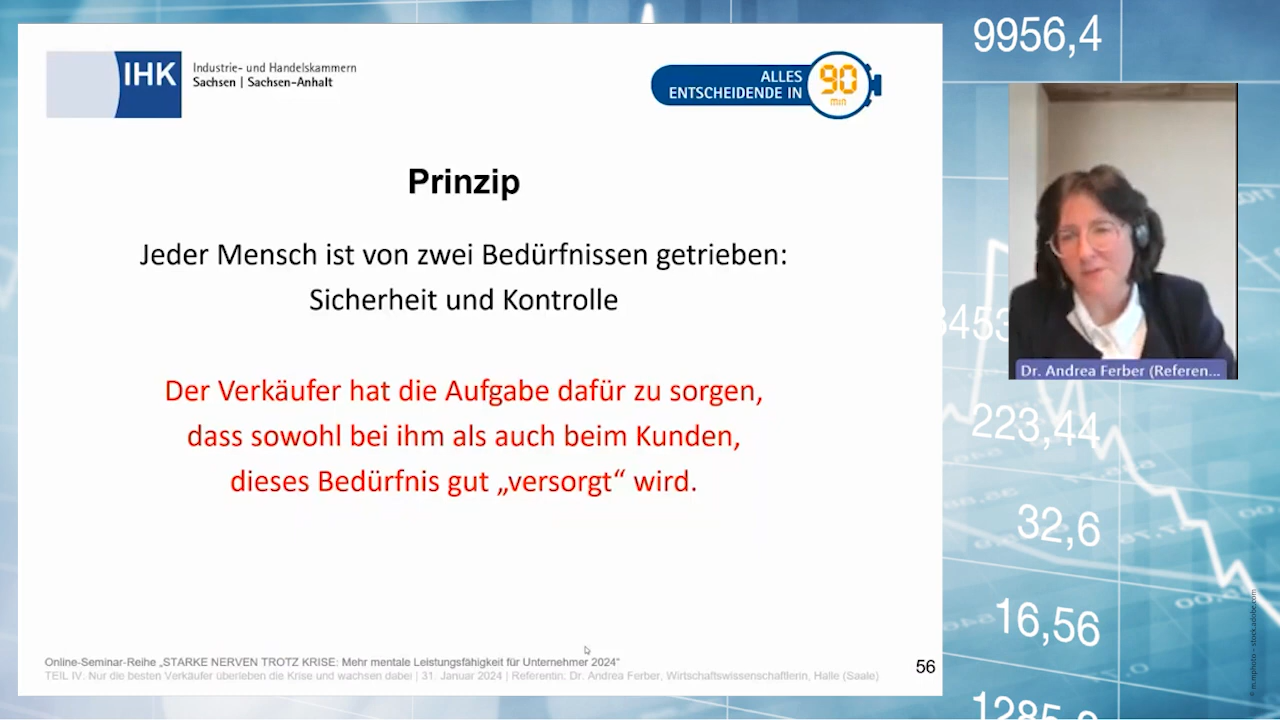 IHK
Industrie- und Handelskammern
Sachsen | Sachsen-Anhalt
ALLES
ENTSCHEIDENDE IN
90
min
Prinzip
Jeder Mensch ist von zwei Bedürfnissen getrieben:
Sicherheit und Kontrolle
Der Verkäufer hat die Aufgabe dafür zu sorgen,
dass sowohl bei ihm als auch beim Kunden,
dieses Bedürfnis gut „versorgt“ wird.
Online-Seminar-Reihe „STARKE NERVEN TROTZ KRISE: Mehr mentale Leistungsfähigkeit für Unternehmer 2024“
TEIL IV. Nur die besten Verkäufer überleben die Krise und wachsen dabei | 31. Januar 2024 | Referentin: Dr. Andrea Ferber, Wirtschaftswissenschaftlerin, Halle (Saale)
56
9956,4
Dr. Andrea Ferber (Referen...
223,44
32,6
16,56
© m.mphoto - stock.adobe.com